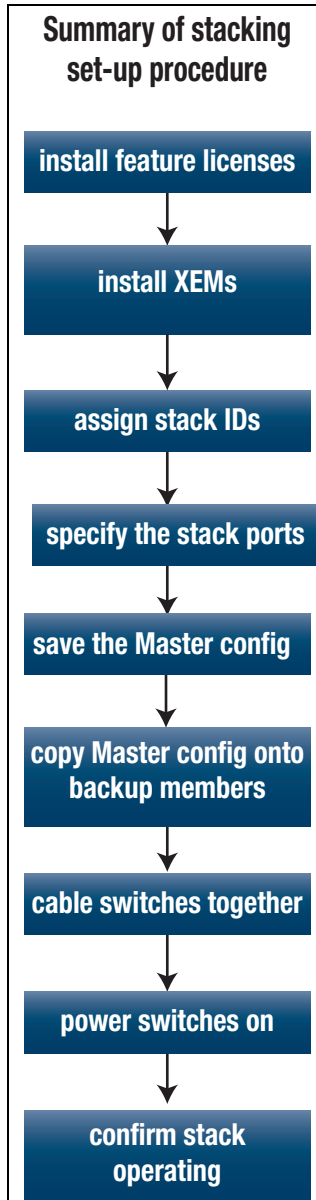 Summary of stacking
set-up procedure
install feature licenses
install XEMs
assign stack IDs
specify the stack ports
save the Master config
copy Master config onto
backup members
cable switches together
power switches on
confirm stack
operating